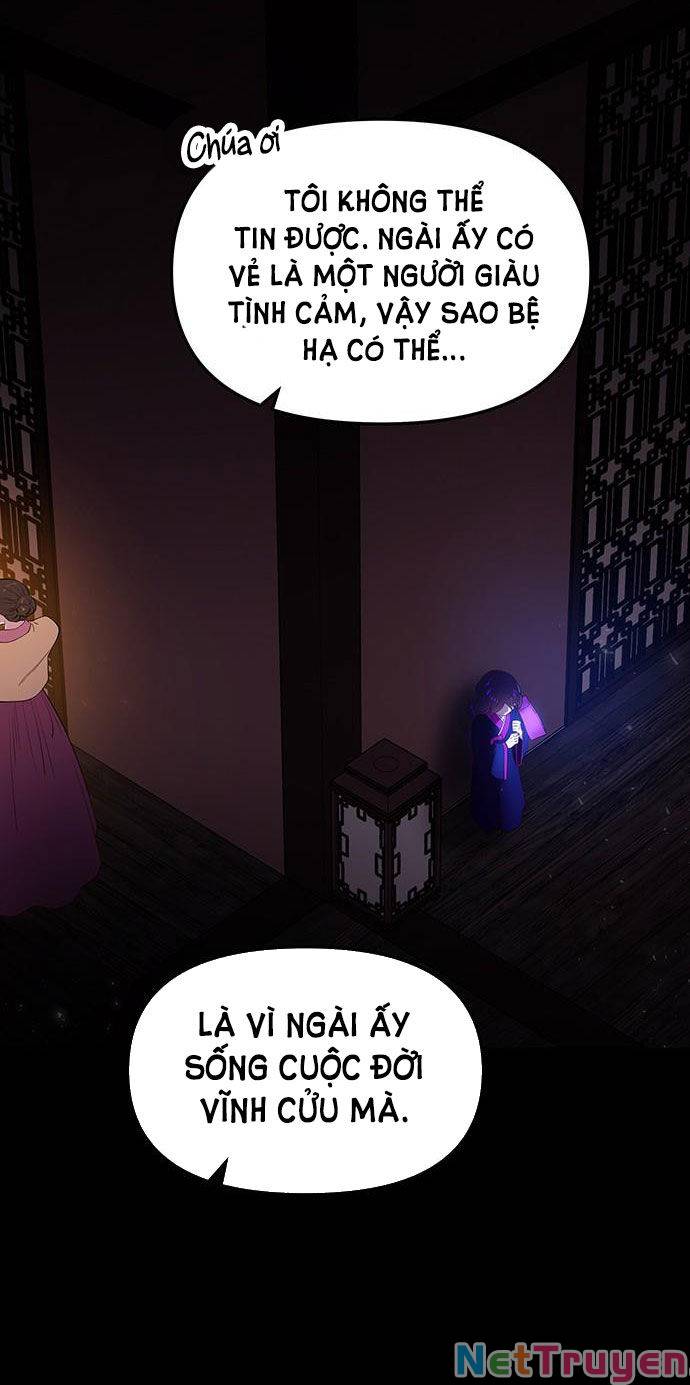 Chúa ơi
TÔI KHÔNG THỂ
TIN ĐƯỢC. NGÀI ẤY CÓ
VẺ LÀ MỘT NGƯỜI GIÀU
TÌNH CẢM, VẬY SAO BỆ
HẠ CÓ THỂ...
LÀ VÌ NGÀI ẤY
SỐNG CUỘC ĐỜI
VĨNH CỬU MÀ.
NetTruyen